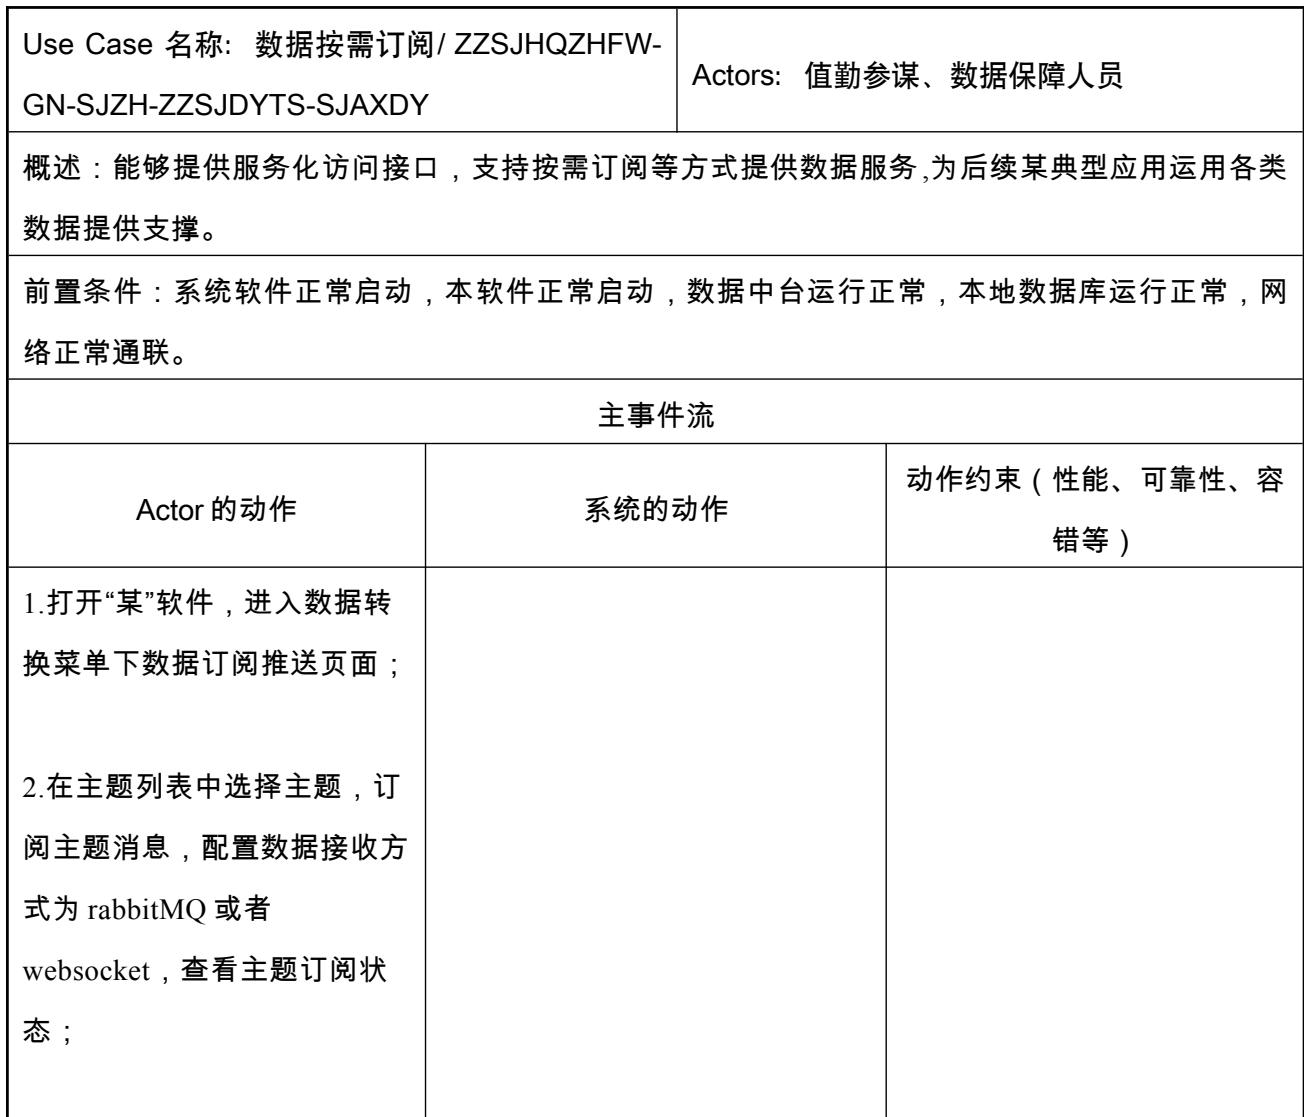 Use Case 名称: 数据按需订阅/ ZZSJHQZHFW-
GN-SJZH-ZZSJDYTS-SJAXDY
Actors: 值勤参谋、数据保障人员
概述：能够提供服务化访问接口，支持按需订阅等方式提供数据服务,为后续某典型应用运用各类
数据提供支撑。
前置条件：系统软件正常启动，本软件正常启动，数据中台运行正常，本地数据库运行正常，网
络正常通联。
主事件流
Actor 的动作
系统的动作
动作约束（性能、可靠性、容
错等）
1.打开“某”软件，进入数据转
换菜单下数据订阅推送页面；
2.在主题列表中选择主题，订
阅主题消息，配置数据接收方
式为 rabbitMQ 或者
websocket，查看主题订阅状
态；